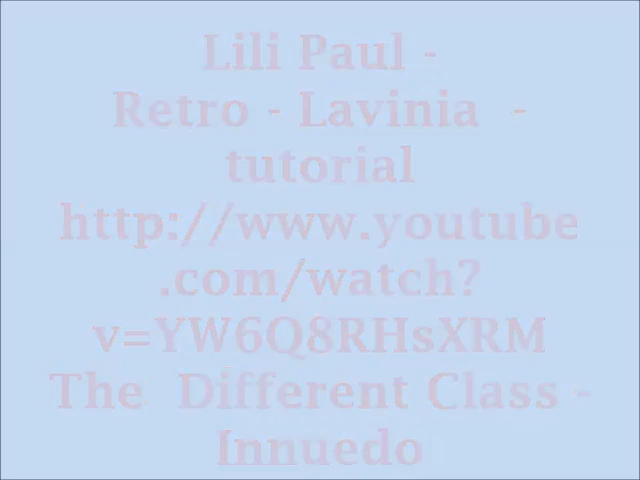 Lili Paul -
Retro - Lavinia -
tutorial
http://www.youtube
.com/watch?
v=YW6Q8RHsXRM
The Different Class -
Innuedo